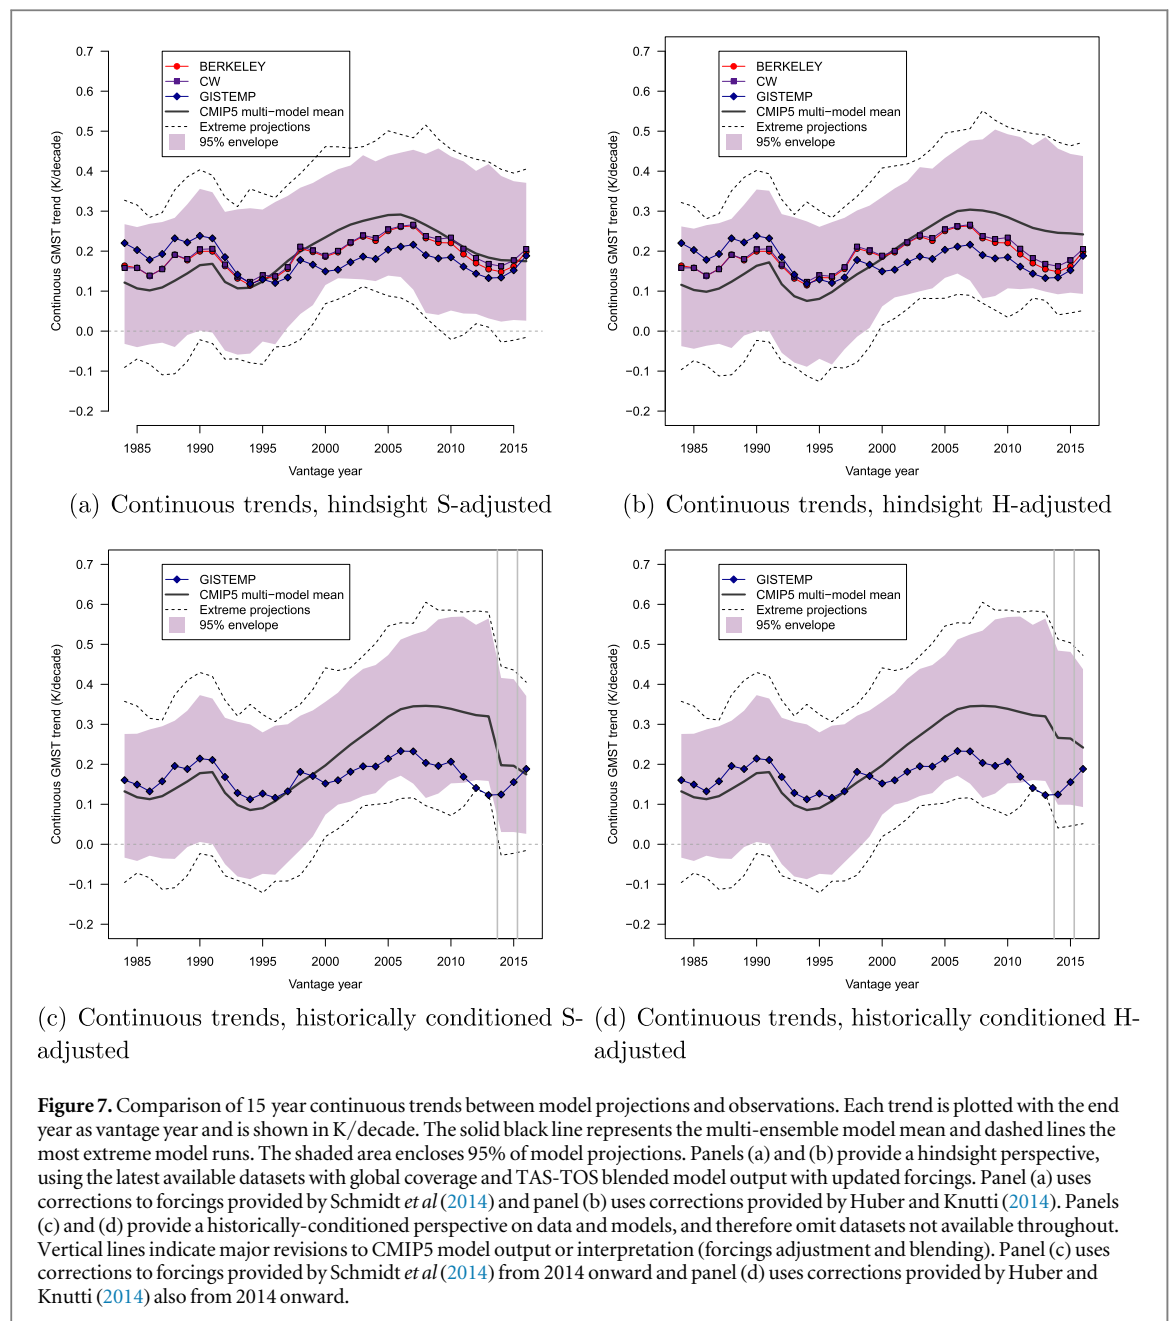 0.7
0.6
0.5
0.4
0.3
0.2
0.1
0.0
−0.1
−0.2
Continuous GMST trend (K/decade)
BERKELEY
CW
GISTEMP
CMIP5 multi−model mean
Extreme projections
95% envelope
1985 1990 1995 2000 2005 2010 2015
Vantage year
(a) Continuous trends, hindsight S-adjusted
0.7
0.6
0.5
0.4
0.3
0.2
0.1
0.0
−0.1
−0.2
Continuous GMST trend (K/decade)
BERKELEY
CW
GISTEMP
CMIP5 multi−model mean
Extreme projections
95% envelope
1985 1990 1995 2000 2005 2010 2015
Vantage year
(b) Continuous trends, hindsight H-adjusted
0.7
0.6
0.5
0.4
0.3
0.2
0.1
0.0
−0.1
−0.2
Continuous GMST trend (K/decade)
GISTEMP
CMIP5 multi−model mean
Extreme projections
95% envelope
1985 1990 1995 2000 2005 2010 2015
Vantage year
(c) Continuous trends, historically conditioned S-
adjusted
0.7
0.6
0.5
0.4
0.3
0.2
0.1
0.0
−0.1
−0.2
Continuous GMST trend (K/decade)
GISTEMP
CMIP5 multi−model mean
Extreme projections
95% envelope
1985 1990 1995 2000 2005 2010 2015
Vantage year
(d) Continuous trends, historically conditioned H-
adjusted
Figure 7. Comparison of 15 year continuous trends between model projections and observations. Each trend is plotted with the end
year as vantage year and is shown in K/decade. The solid black line represents the multi-ensemble model mean and dashed lines the
most extreme model runs. The shaded area encloses 95% of model projections. Panels (a) and (b) provide a hindsight perspective,
using the latest available datasets with global coverage and TAS-TOS blended model output with updated forcings. Panel (a) uses
corrections to forcings provided by Schmidt et al (2014) and panel (b) uses corrections provided by Huber and Knutti (2014). Panels
(c) and (d) provide a historically-conditioned perspective on data and models, and therefore omit datasets not available throughout.
Vertical lines indicate major revisions to CMIP5 model output or interpretation (forcings adjustment and blending). Panel (c) uses
corrections to forcings provided by Schmidt et al (2014) from 2014 onward and panel (d) uses corrections provided by Huber and
Knutti (2014) also from 2014 onward.